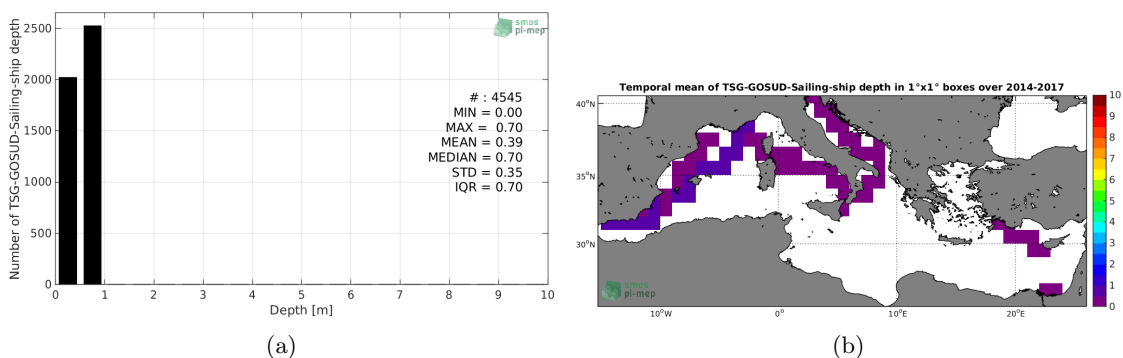 Number of TSG-GOSUD-Sailing-ship depth
2500
2000
1500
1000
500
0
smos
pi-mep
# : 4545
MIN = 0.00
MAX = 0.70
MEAN = 0.39
MEDIAN = 0.70
STD = 0.35
IQR = 0.70
0 1 2 3 4 5 6 7 8 9 10
Depth [m]
(a)
Temporal mean of TSG-GOSUD-Sailing-ship depth in 1°x1° boxes over 2014-2017
40°N
35°N
30°N
10°W 0° 10°E 20°E
smos
pi-mep
10
9
8
7
6
5
4
3
2
1
0
(b)